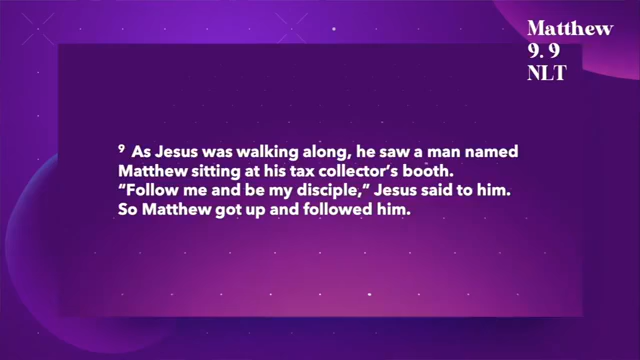 Matthew
9. 9
NLT
9 As Jesus was walking along, he saw a man named
Matthew sitting at his tax collector’s booth.
“Follow me and be my disciple,” Jesus said to him.
So Matthew got up and followed him.